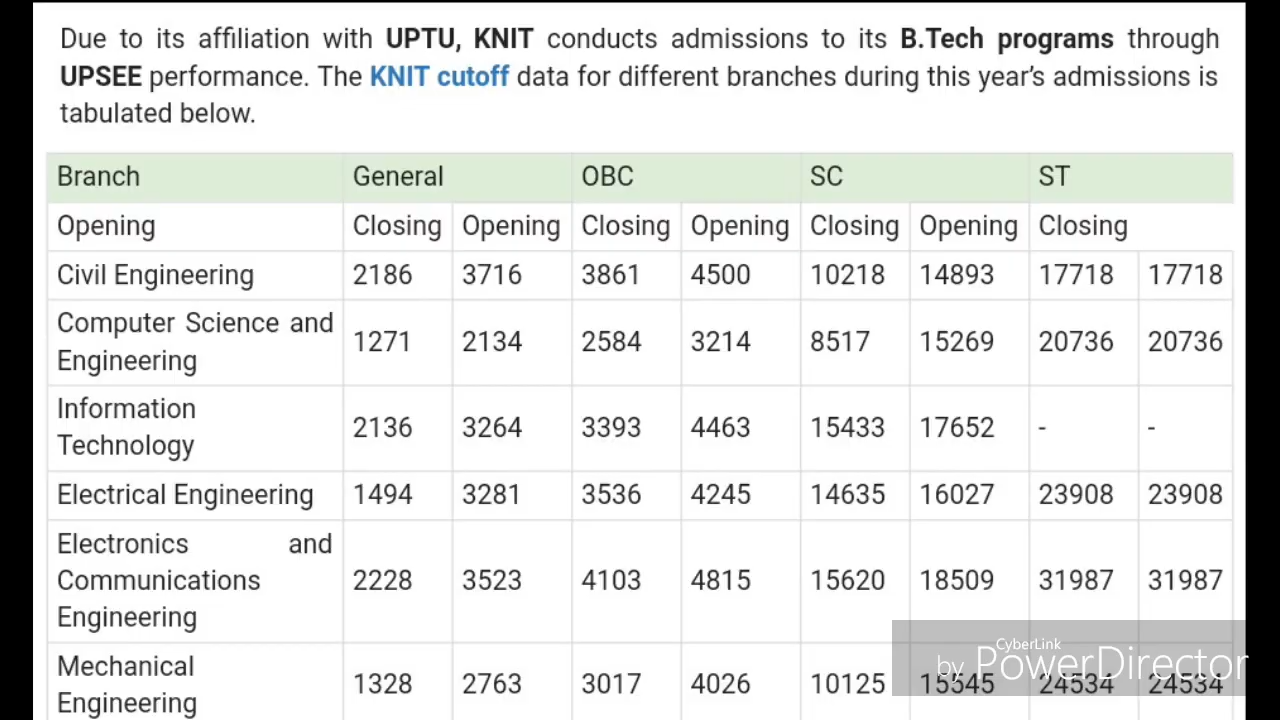 Due to its affiliation with UPTU, KNIT conducts admissions to its B.Tech programs through
UPSEE performance. The KNIT cutoff data for different branches during this year's admissions is
tabulated below.
Branch General OBC SC ST
Opening Closing Opening Closing Opening Closing Opening Closing
Civil Engineering 2186 3716 3861 4500 10218 14893 17718 17718
Computer Science and
Engineering 1271 2134 2584 3214 8517 15269 20736 20736
Information
Technology 2136 3264 3393 4463 15433 17652 - -
Electrical Engineering 1494 3281 3536 4245 14635 16027 23908 23908
Electronics and
Communications 2228 3523 4103 4815 15620 18509 31987 31987
Engineering
Mechanical
Engineering 1328 2763 3017 4026 10125 15345 24534 24534
CyberLink
by PowerDirector